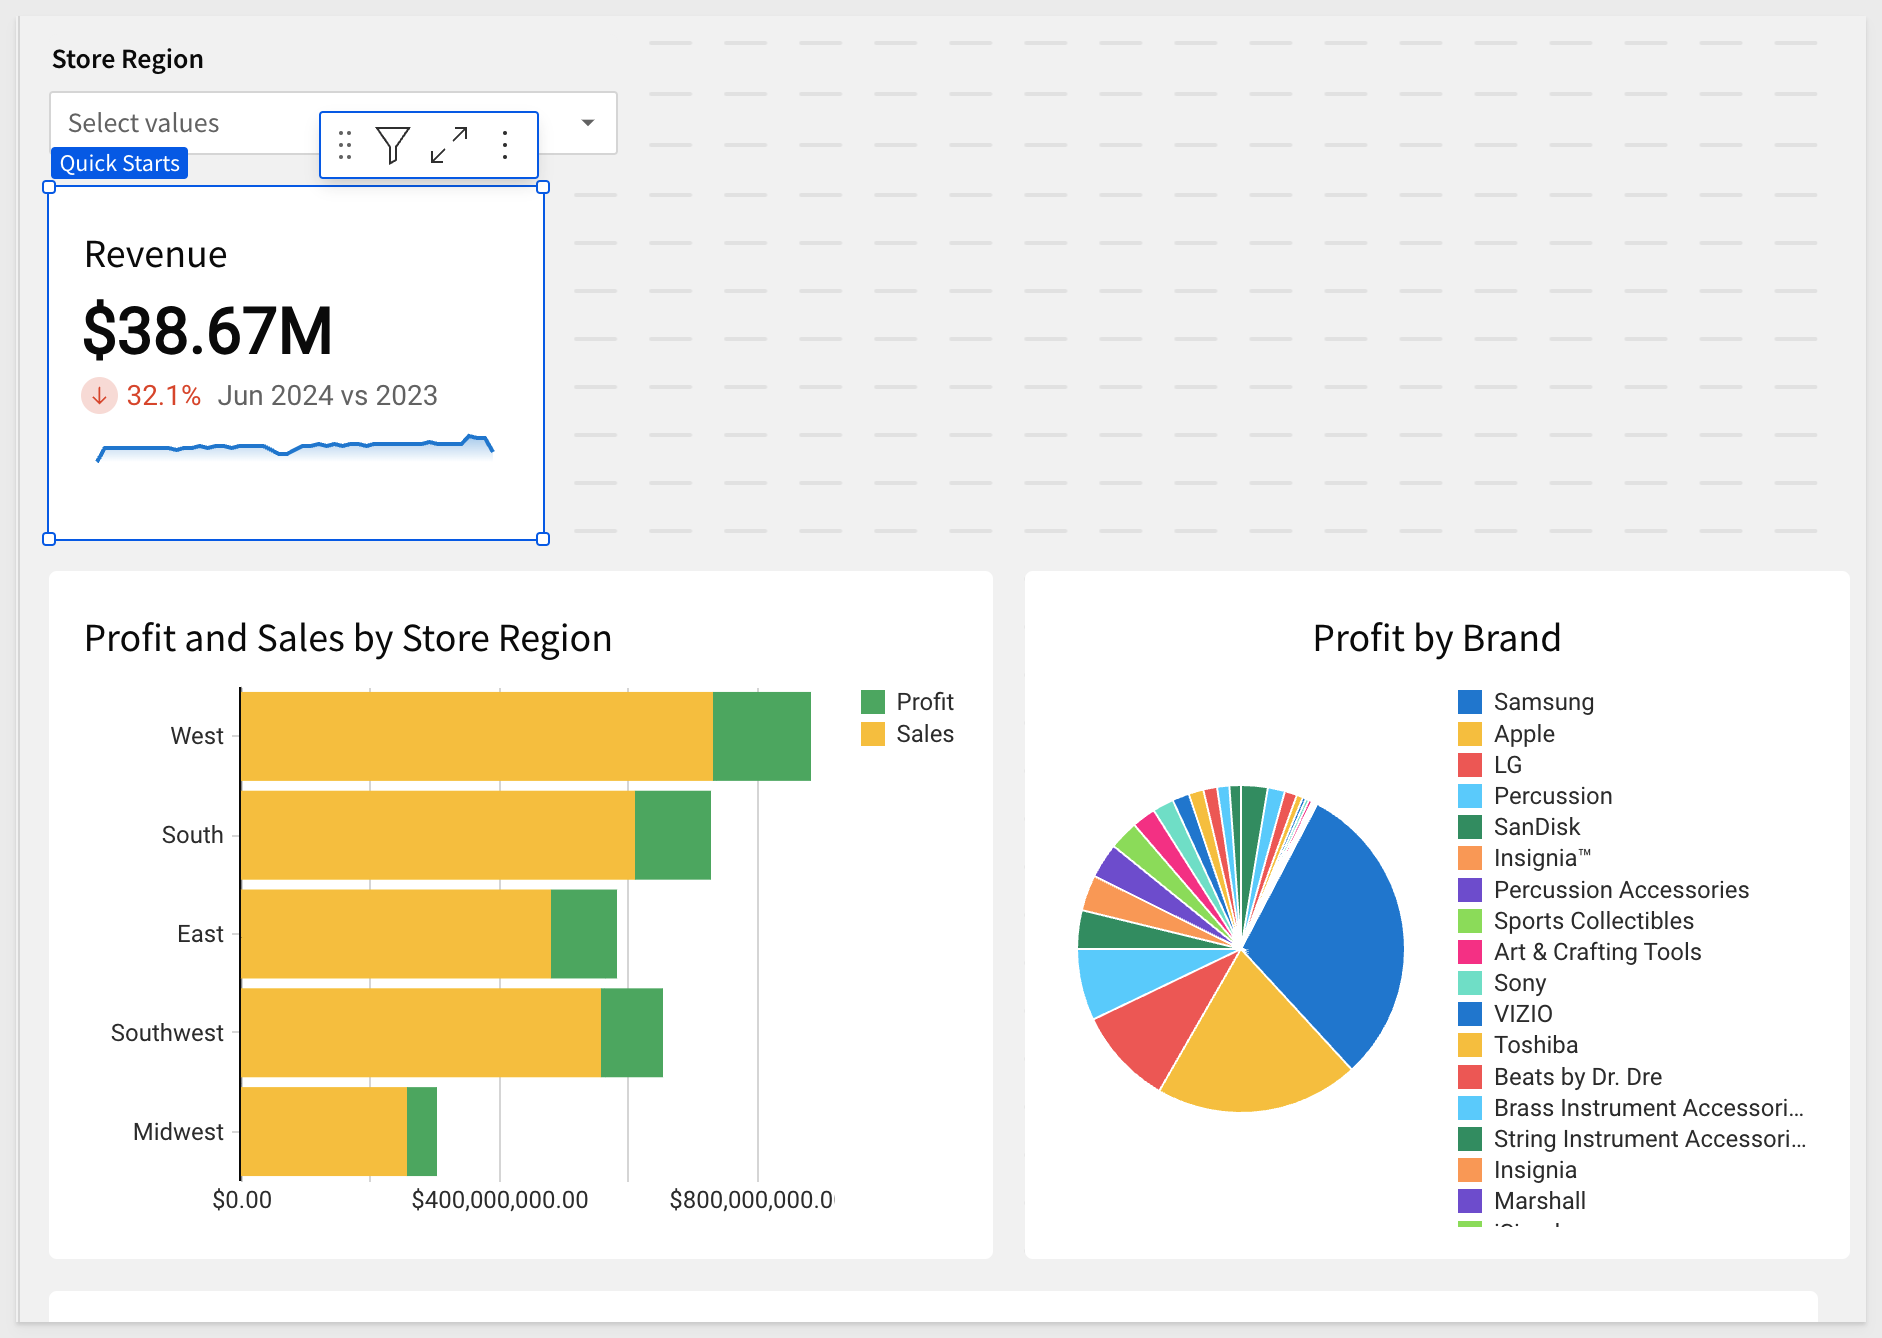 Store Region
Select values
Quick Starts
Revenue
$38.67M
32.1% Jun 2024 vs 2023
Profit and Sales by Store Region
West
South
East
Southwest
Midwest
$0.00 $400,000,000.00 $800,000,000.0
Profit
Sales
Profit by Brand
Samsung
Apple
LG
Percussion
SanDisk
Insignia™
Percussion Accessories
Sports Collectibles
Art & Crafting Tools
Sony
VIZIO
Toshiba
Beats by Dr. Dre
Brass Instrument Accessori...
String Instrument Accessori...
Insignia
Marshall